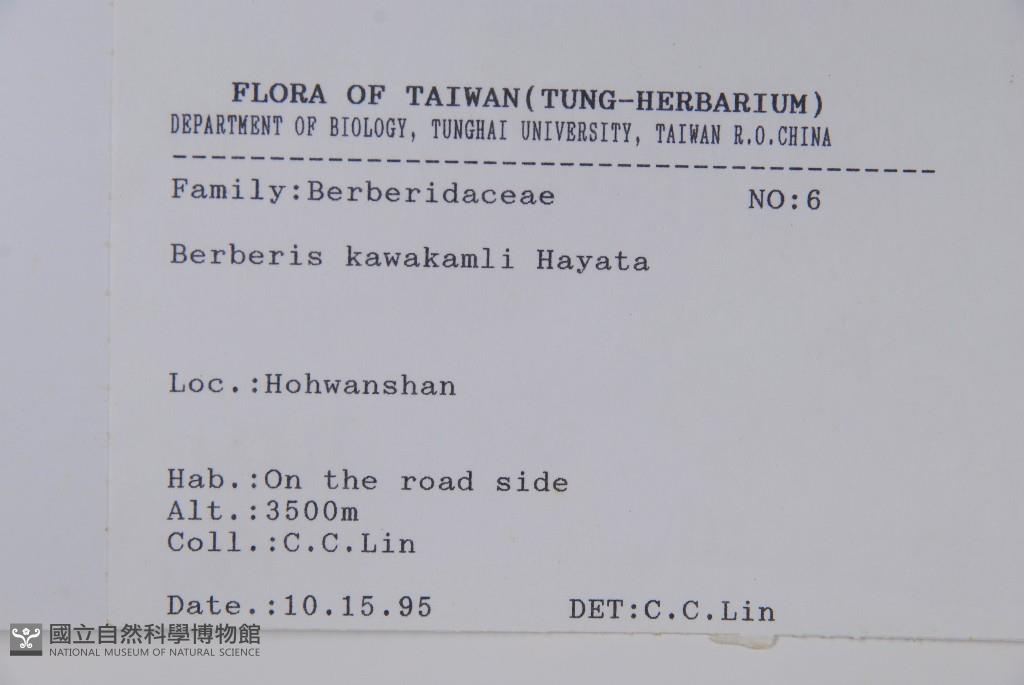 FLORA OF TAIWAN(TUNG-HERBARIUM)
DEPARTMENT OF BIOLOGY, TUNGHAI UNIVERSITY, TAIWAN R.O.CHINA
----------------------------------------
Family:Berberidaceae NO:6
Berberis kawakamli Hayata
Loc.:Hohwanshan
Hab.:On the road side
Alt.:3500m
Coll.:C.C.Lin
Date.:10.15.95 DET:C.C.Lin
國立自然科學博物館
NATIONAL MUSEUM OF NATURAL SCIENCE